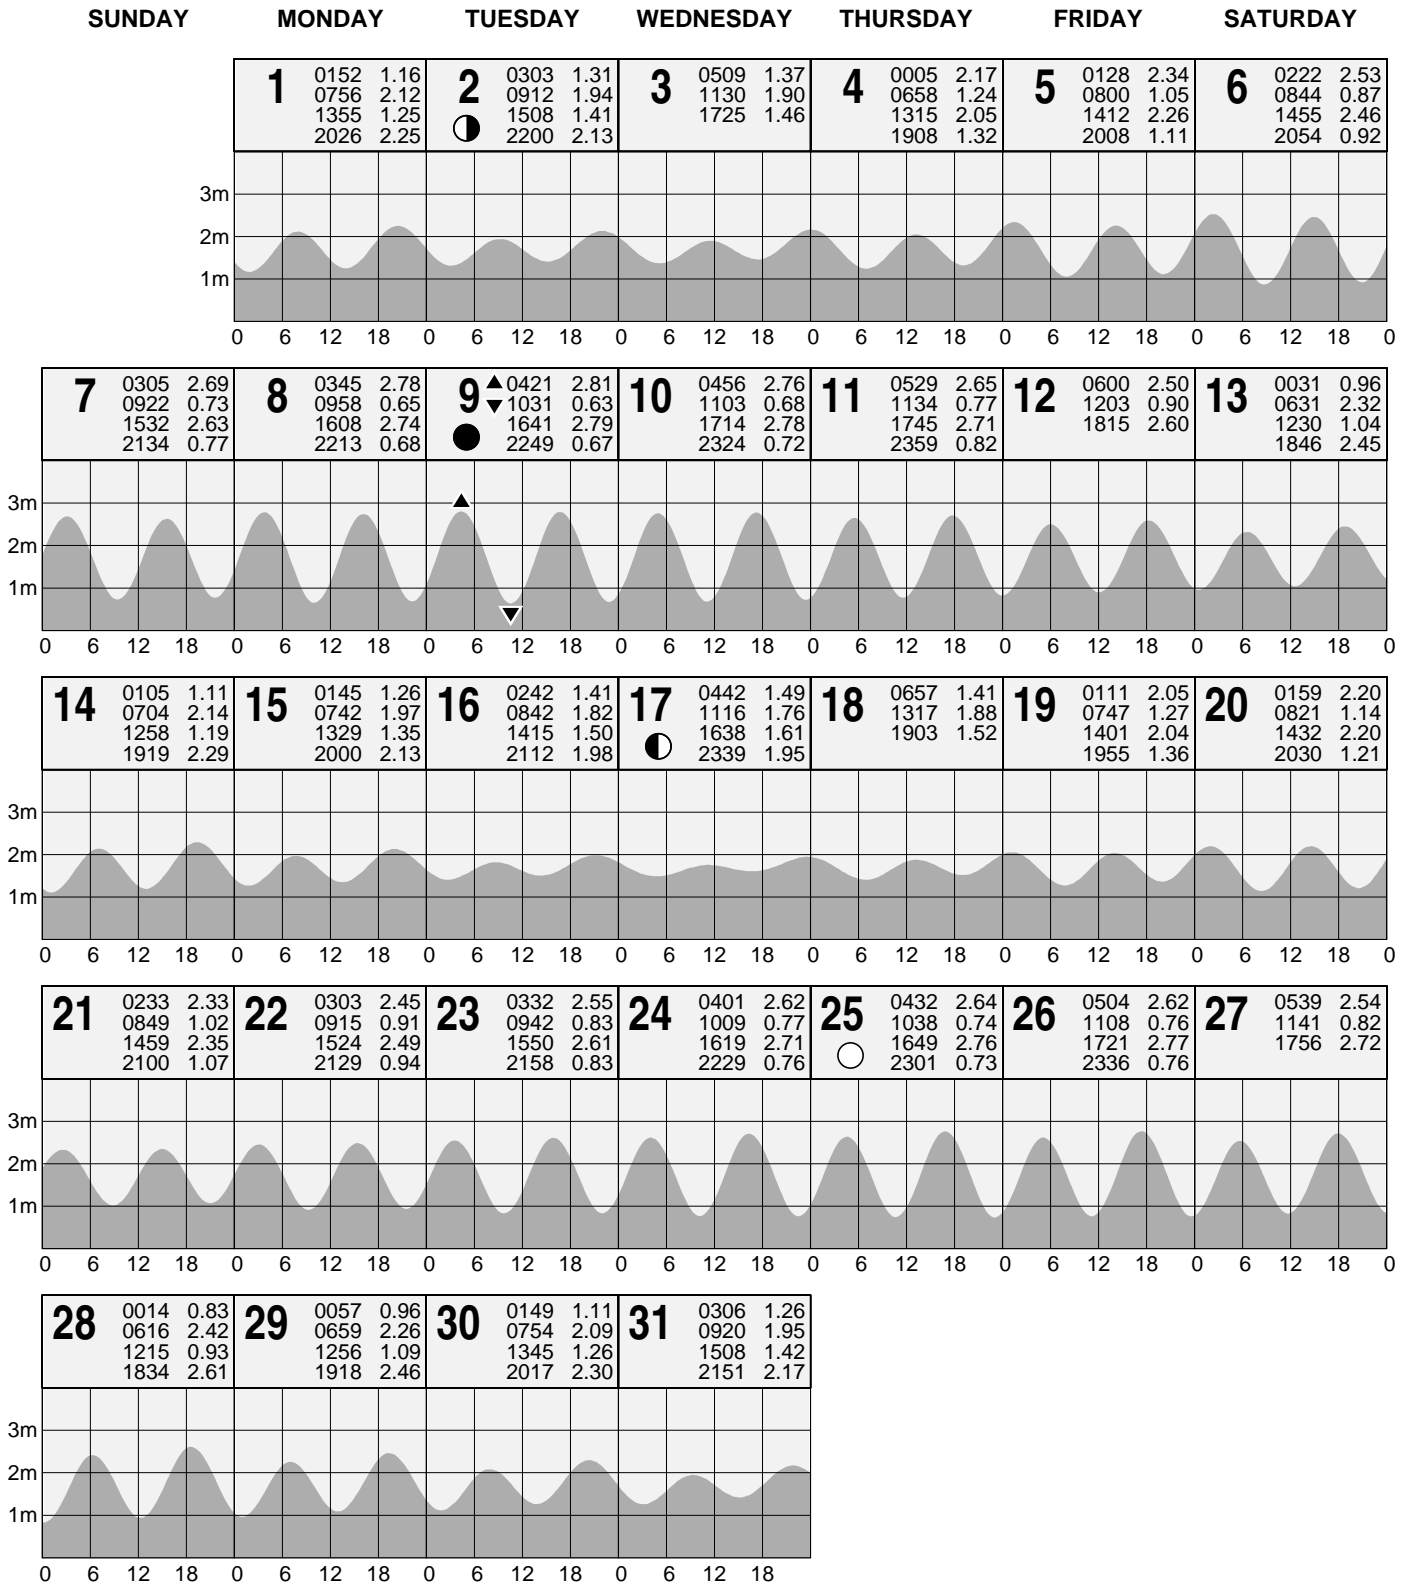 SUNDAY MONDAY TUESDAY WEDNESDAY THURSDAY FRIDAY SATURDAY
1 0152 1.16 2 0303 1.31 3 0509 1.37 4 0005 2.17 5 0128 2.34 6 0222 2.53
0756 2.12 0912 1.94 1130 1.90 0658 1.24 0800 1.05 0844 0.87
1355 1.25 1508 1.41 1725 1.46 1315 2.05 1412 2.26 1455 2.46
2026 2.25 2200 2.13 1908 1.32 2008 1.11 2054 0.92
3m
2m
1m
0 6 12 18 0 6 12 18 0 6 12 18 0 6 12 18 0 6 12 18 0 6 12 18 0
7 0305 2.69 8 0345 2.78 9 0421 2.81 10 0456 2.76 11 0529 2.65 12 0600 2.50 13 0031 0.96
0922 0.73 0958 0.65 1031 0.63 1103 0.68 1134 0.77 1203 0.90 0631 2.32
1532 2.63 1608 2.74 1641 2.79 1714 2.78 1745 2.71 1815 2.60 1230 1.04
2134 0.77 2213 0.68 2249 0.67 2324 0.72 2359 0.82 1846 2.45
3m
2m
1m
0 6 12 18 0 6 12 18 0 6 12 18 0 6 12 18 0 6 12 18 0 6 12 18 0 6 12 18 0
14 0105 1.11 15 0145 1.26 16 0242 1.41 17 0442 1.49 18 0657 1.41 19 0111 2.05 20 0159 2.20
0704 2.14 0742 1.97 0842 1.82 1116 1.76 1317 1.88 0747 1.27 0821 1.14
1258 1.19 1329 1.35 1415 1.50 1638 1.61 1903 1.52 1401 2.04 1432 2.20
1919 2.29 2000 2.13 2112 1.98 2339 1.95 1955 1.36 2030 1.21
3m
2m
1m
0 6 12 18 0 6 12 18 0 6 12 18 0 6 12 18 0 6 12 18 0 6 12 18 0 6 12 18 0
21 0233 2.33 22 0303 2.45 23 0332 2.55 24 0401 2.62 25 0432 2.64 26 0504 2.62 27 0539 2.54
0849 1.02 0915 0.91 0942 0.83 1009 0.77 1038 0.74 1108 0.76 1141 0.82
1459 2.35 1524 2.49 1550 2.61 1619 2.71 1649 2.76 1721 2.77 1756 2.72
2100 1.07 2129 0.94 2158 0.83 2229 0.76 2301 0.73 2336 0.76
3m
2m
1m
0 6 12 18 0 6 12 18 0 6 12 18 0 6 12 18 0 6 12 18 0 6 12 18 0 6 12 18 0
28 0014 0.83 29 0057 0.96 30 0149 1.11 31 0306 1.26
0616 2.42 0659 2.26 0754 2.09 0920 1.95
1215 0.93 1256 1.09 1345 1.26 1508 1.42
1834 2.61 1918 2.46 2017 2.30 2151 2.17
3m
2m
1m
0 6 12 18 0 6 12 18 0 6 12 18 0 6 12 18